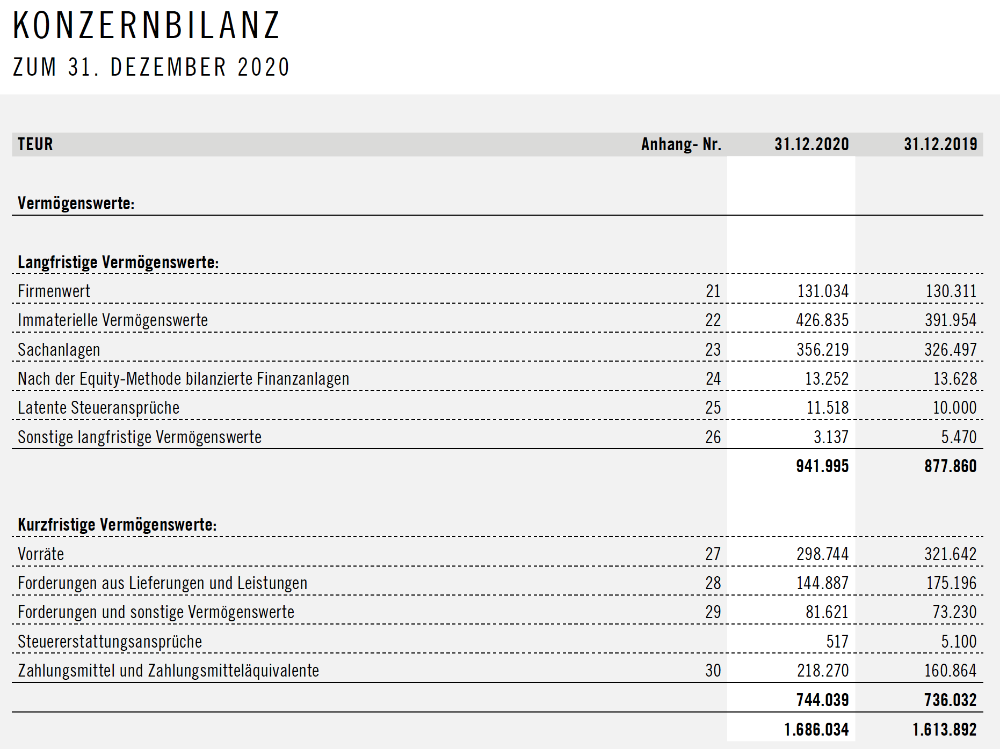 KONZERNBILANZ
ZUM 31. DEZEMBER 2020
TEUR Anhang- Nr. 31.12.2020 31.12.2019
Vermögenswerte:
Langfristige Vermögenswerte:
Firmenwert 21 131.034 130.311
Immaterielle Vermögenswerte 22 426.835 391.954
Sachanlagen 23 356.219 326.497
Nach der Equity-Methode bilanzierte Finanzanlagen 24 13.252 13.628
Latente Steueransprüche 25 11.518 10.000
Sonstige langfristige Vermögenswerte 26 3.137 5.470
941.995 877.860
Kurzfristige Vermögenswerte:
Vorräte 27 298.744 321.642
Forderungen aus Lieferungen und Leistungen 28 144.887 175.196
Forderungen und sonstige Vermögenswerte 29 81.621 73.230
Steuererstattungsansprüche 517 5.100
Zahlungsmittel und Zahlungsmitteläquivalente 30 218.270 160.864
744.039 736.032
1.686.034 1.613.892